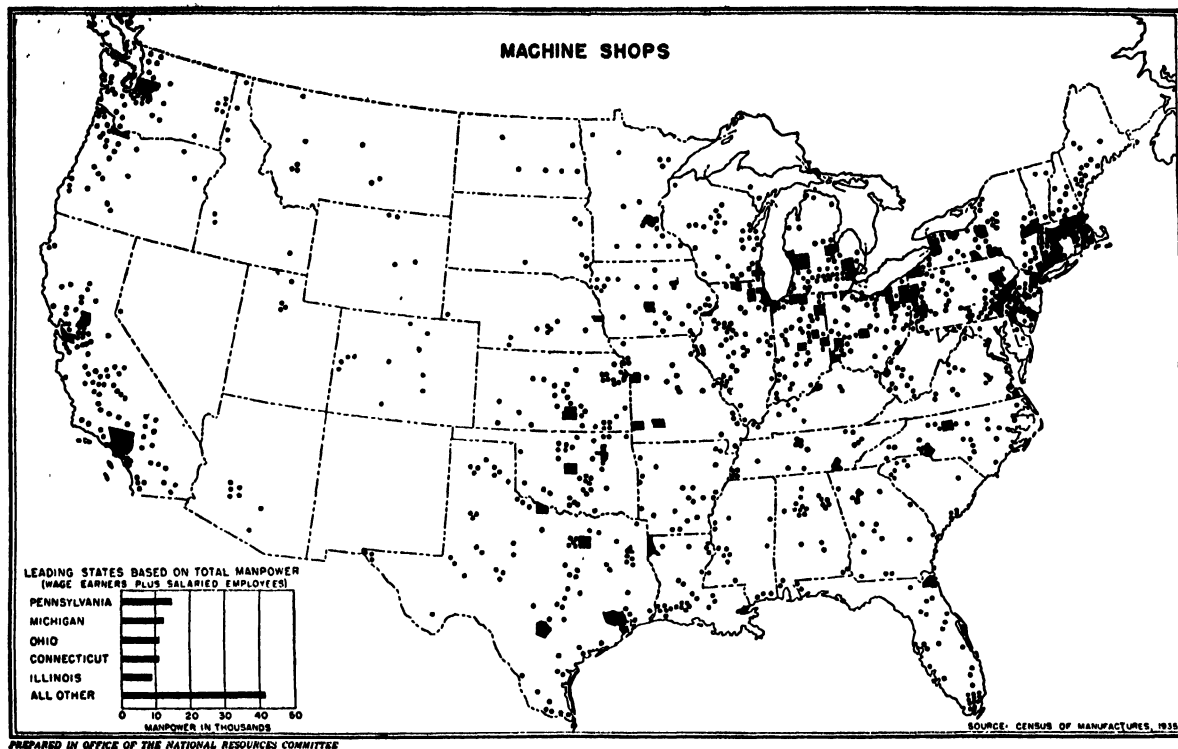 MACHINE SHOPS
LEADING STATES BASED ON TOTAL MANPOWER
(WAGE EARNERS PLUS SALARIED EMPLOYEES)
PENNSYLVANIA
MICHIGAN
OHIO
CONNECTICUT
ILLINOIS
ALL OTHER
0 10 20 30 40 50
MANPOWER IN THOUSANDS
SOURCE: CENSUS OF MANUFACTURES, 1935
PREPARED IN OFFICE OF THE NATIONAL RESOURCES COMMITTEE